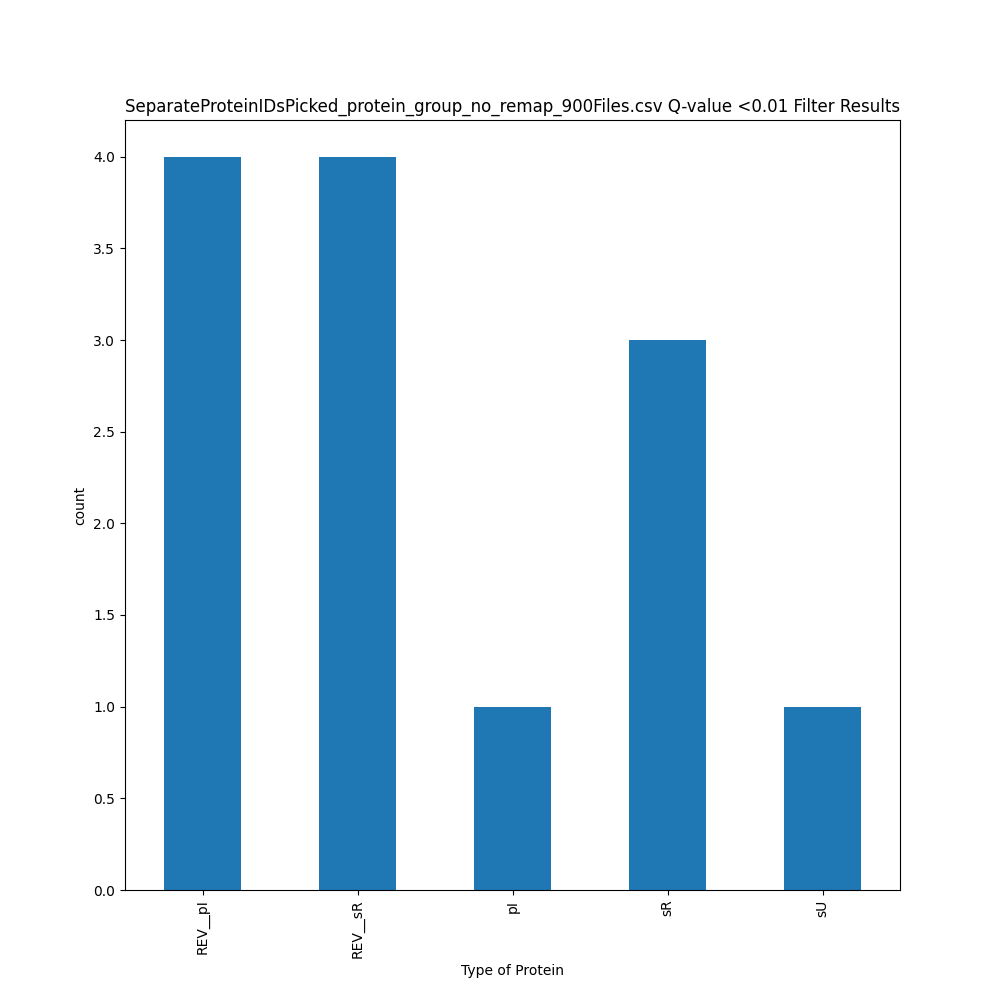 SeparateProteinIDsPicked_protein_group_no_remap_900Files.csv Q-value <0.01 Filter Results
4.0
3.5
3.0
2.5
2.0
1.5
1.0
0.5
0.0
count
REV__pI
REV__sR
pI
sR
sU
Type of Protein